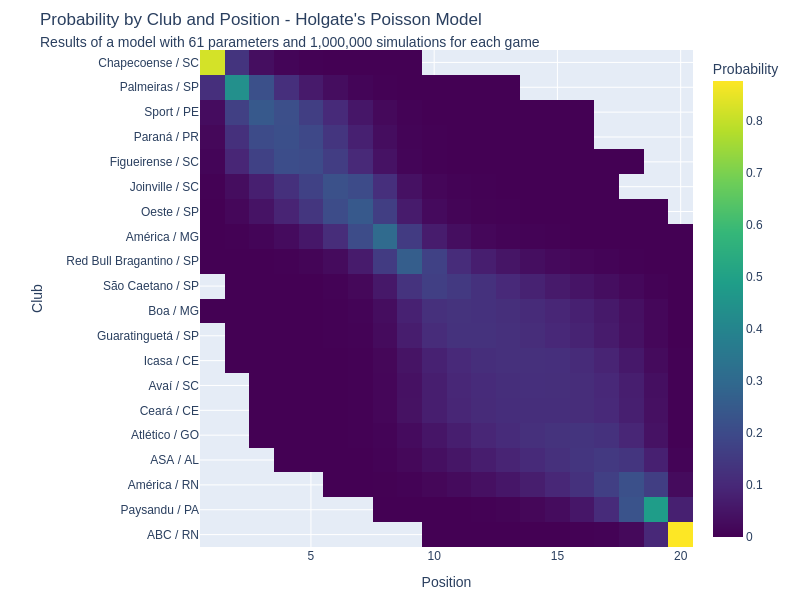 Probability by Club and Position - Holgate's Poisson Model
Results of a model with 61 parameters and 1,000,000 simulations for each game
Probability
Club
Chapecoense / SC
Palmeiras / SP
Sport / PE
Paraná / PR
Figueirense / SC
Joinville / SC
Oeste / SP
América / MG
Red Bull Bragantino / SP
São Caetano / SP
Boa / MG
Guaratinguetá / SP
Icasa / CE
Avaí / SC
Ceará / CE
Atlético / GO
ASA / AL
América / RN
Paysandu / PA
ABC / RN
0.8
0.7
0.6
0.5
0.4
0.3
0.2
0.1
0
5
10
15
20
Position